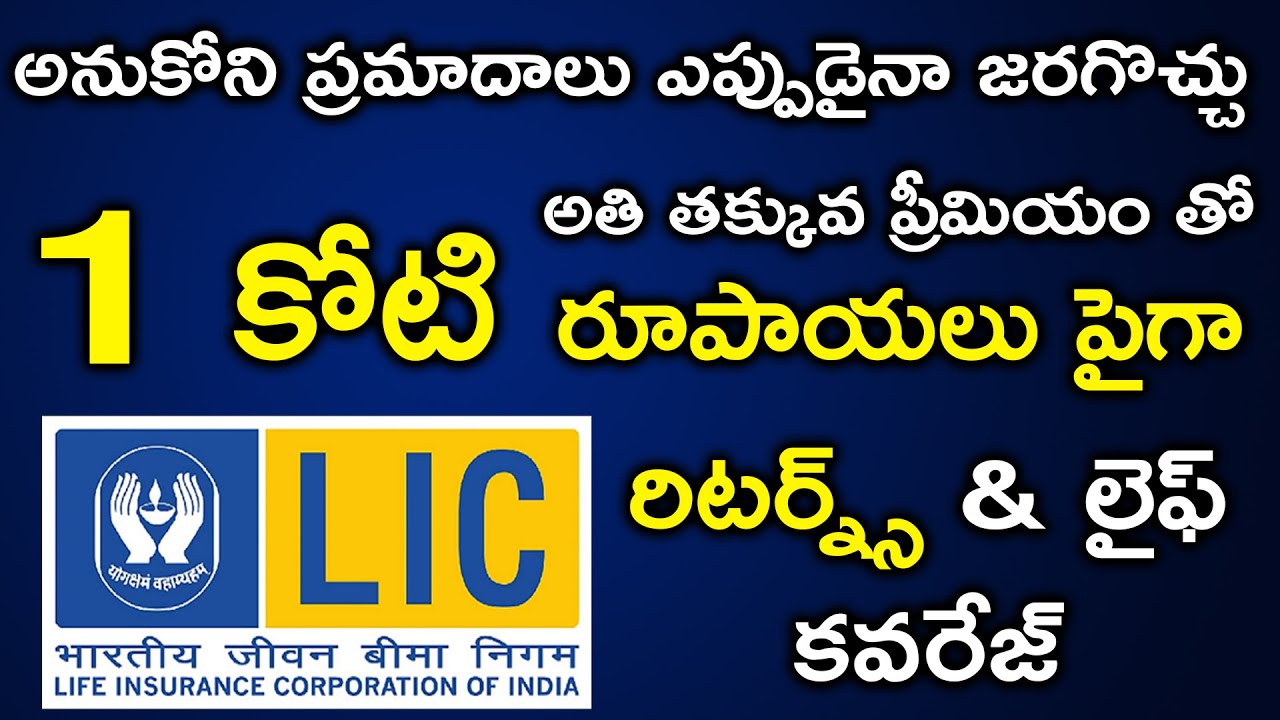 అనుకోని ప్రమాదాలు ఎప్పుడైనా జరగొచ్చు
అతి తక్కువ ప్రీమియం తో
1 కోటి రూపాయలు పైగా
రిటర్న్స్ & లైఫ్
కవరేజ్
योगक्षेमं वहाम्यहम्
LIC
भारतीय जीवन बीमा निगम
LIFE INSURANCE CORPORATION OF INDIA